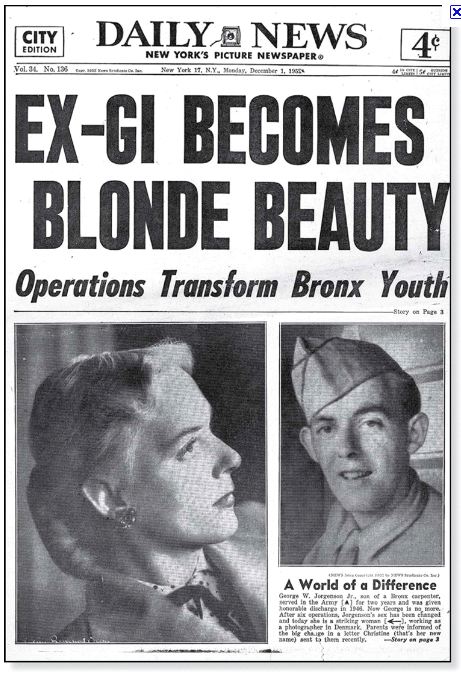 CITY
EDITION
DAILY NEWS
NEW YORK'S PICTURE NEWSPAPER®
4¢
Vol. 34. No. 136
New York 17, N.Y., Monday, December 1, 1952
EX-GI BECOMES
BLONDE BEAUTY
Operations Transform Bronx Youth
—Story on Page 3
A World of a Difference
George W. Jorgenson Jr., son of a Bronx carpenter,
served in the Army [▲] for two years and was given
honorable discharge in 1946. Now George is no more.
After six operations, Jorgenson's sex has been changed
and today she is a striking woman [←], working as
a photographer in Denmark. Parents were informed of
the big change in a letter Christine (that's her new
name) sent to them recently. —Story on page 3